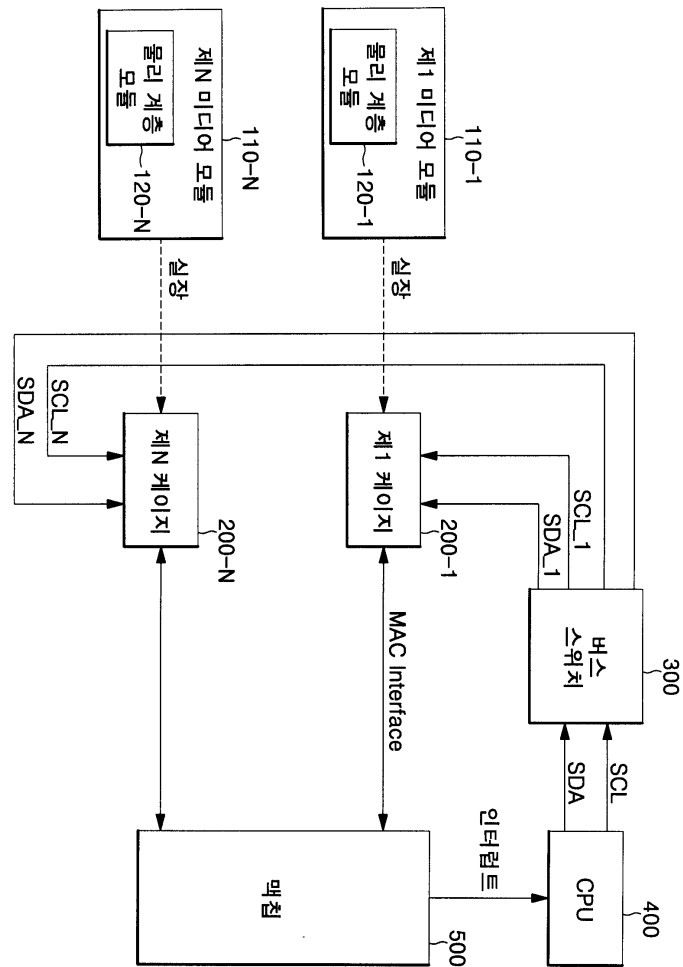 제1 미디어 모듈
물리 계층
모듈
110-1
120-1
실장
제N 미디어 모듈
물리 계층
모듈
110-N
120-N
실장
제1 케이지
200-1
제N 케이지
200-N
SCL_1
SDA_1
SCL_N
SDA_N
버스
스위치
300
SCL
SDA
CPU
400
MAC Interface
인터럽트
맥칩
500